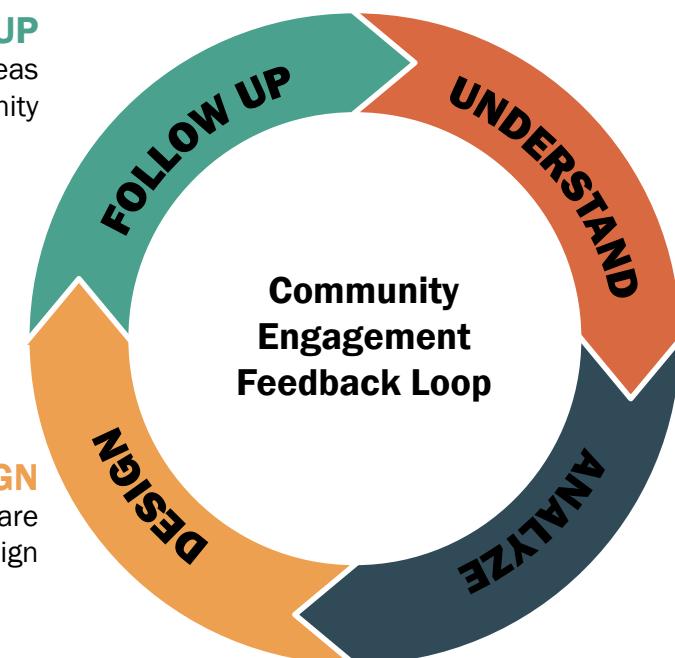 UP
eas
nity
FOLLOW UP
UNDERSTAND
Community
Engagement
Feedback Loop
GN
are
ign
DESIGN
ANALYZE